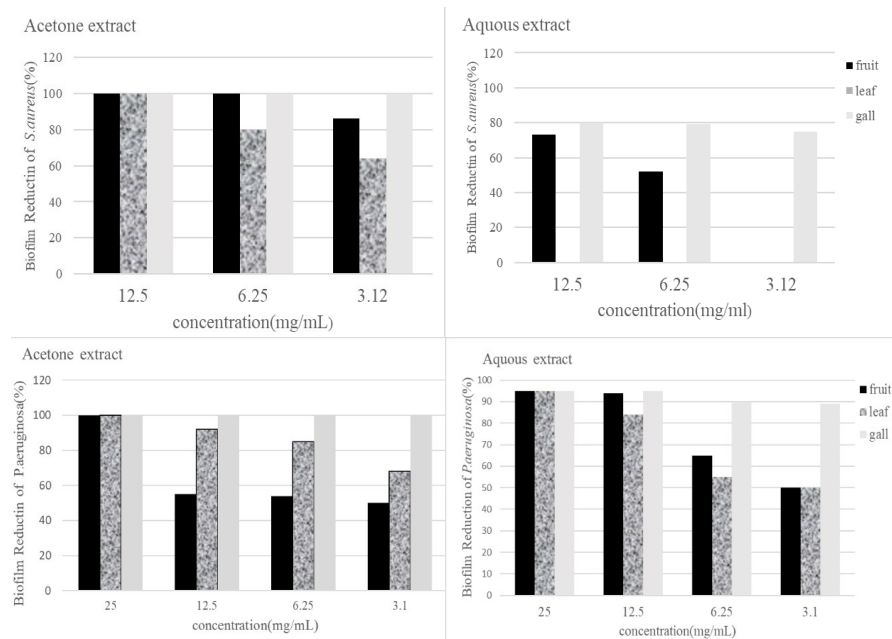 Acetone extract
Biofilm Reductin of S.aureus(%)
120
100
80
60
40
20
0
12.5 6.25 3.12
concentration(mg/mL)
Aquous extract
Biofilm Reductin of S.aureus(%)
120
100
80
60
40
20
0
12.5 6.25 3.12
concentration(mg/ml)
fruit
leaf
gall
Acetone extract
Biofilm Reductin of P.aeruginosa(%)
120
100
80
60
40
20
0
25 12.5 6.25 3.1
concentration(mg/mL)
Aquous extract
Biofilm Reduction of P.aeruginosa(%)
100
90
80
70
60
50
40
30
20
10
0
25 12.5 6.25 3.1
concentration(mg/mL)
fruit
leaf
gall